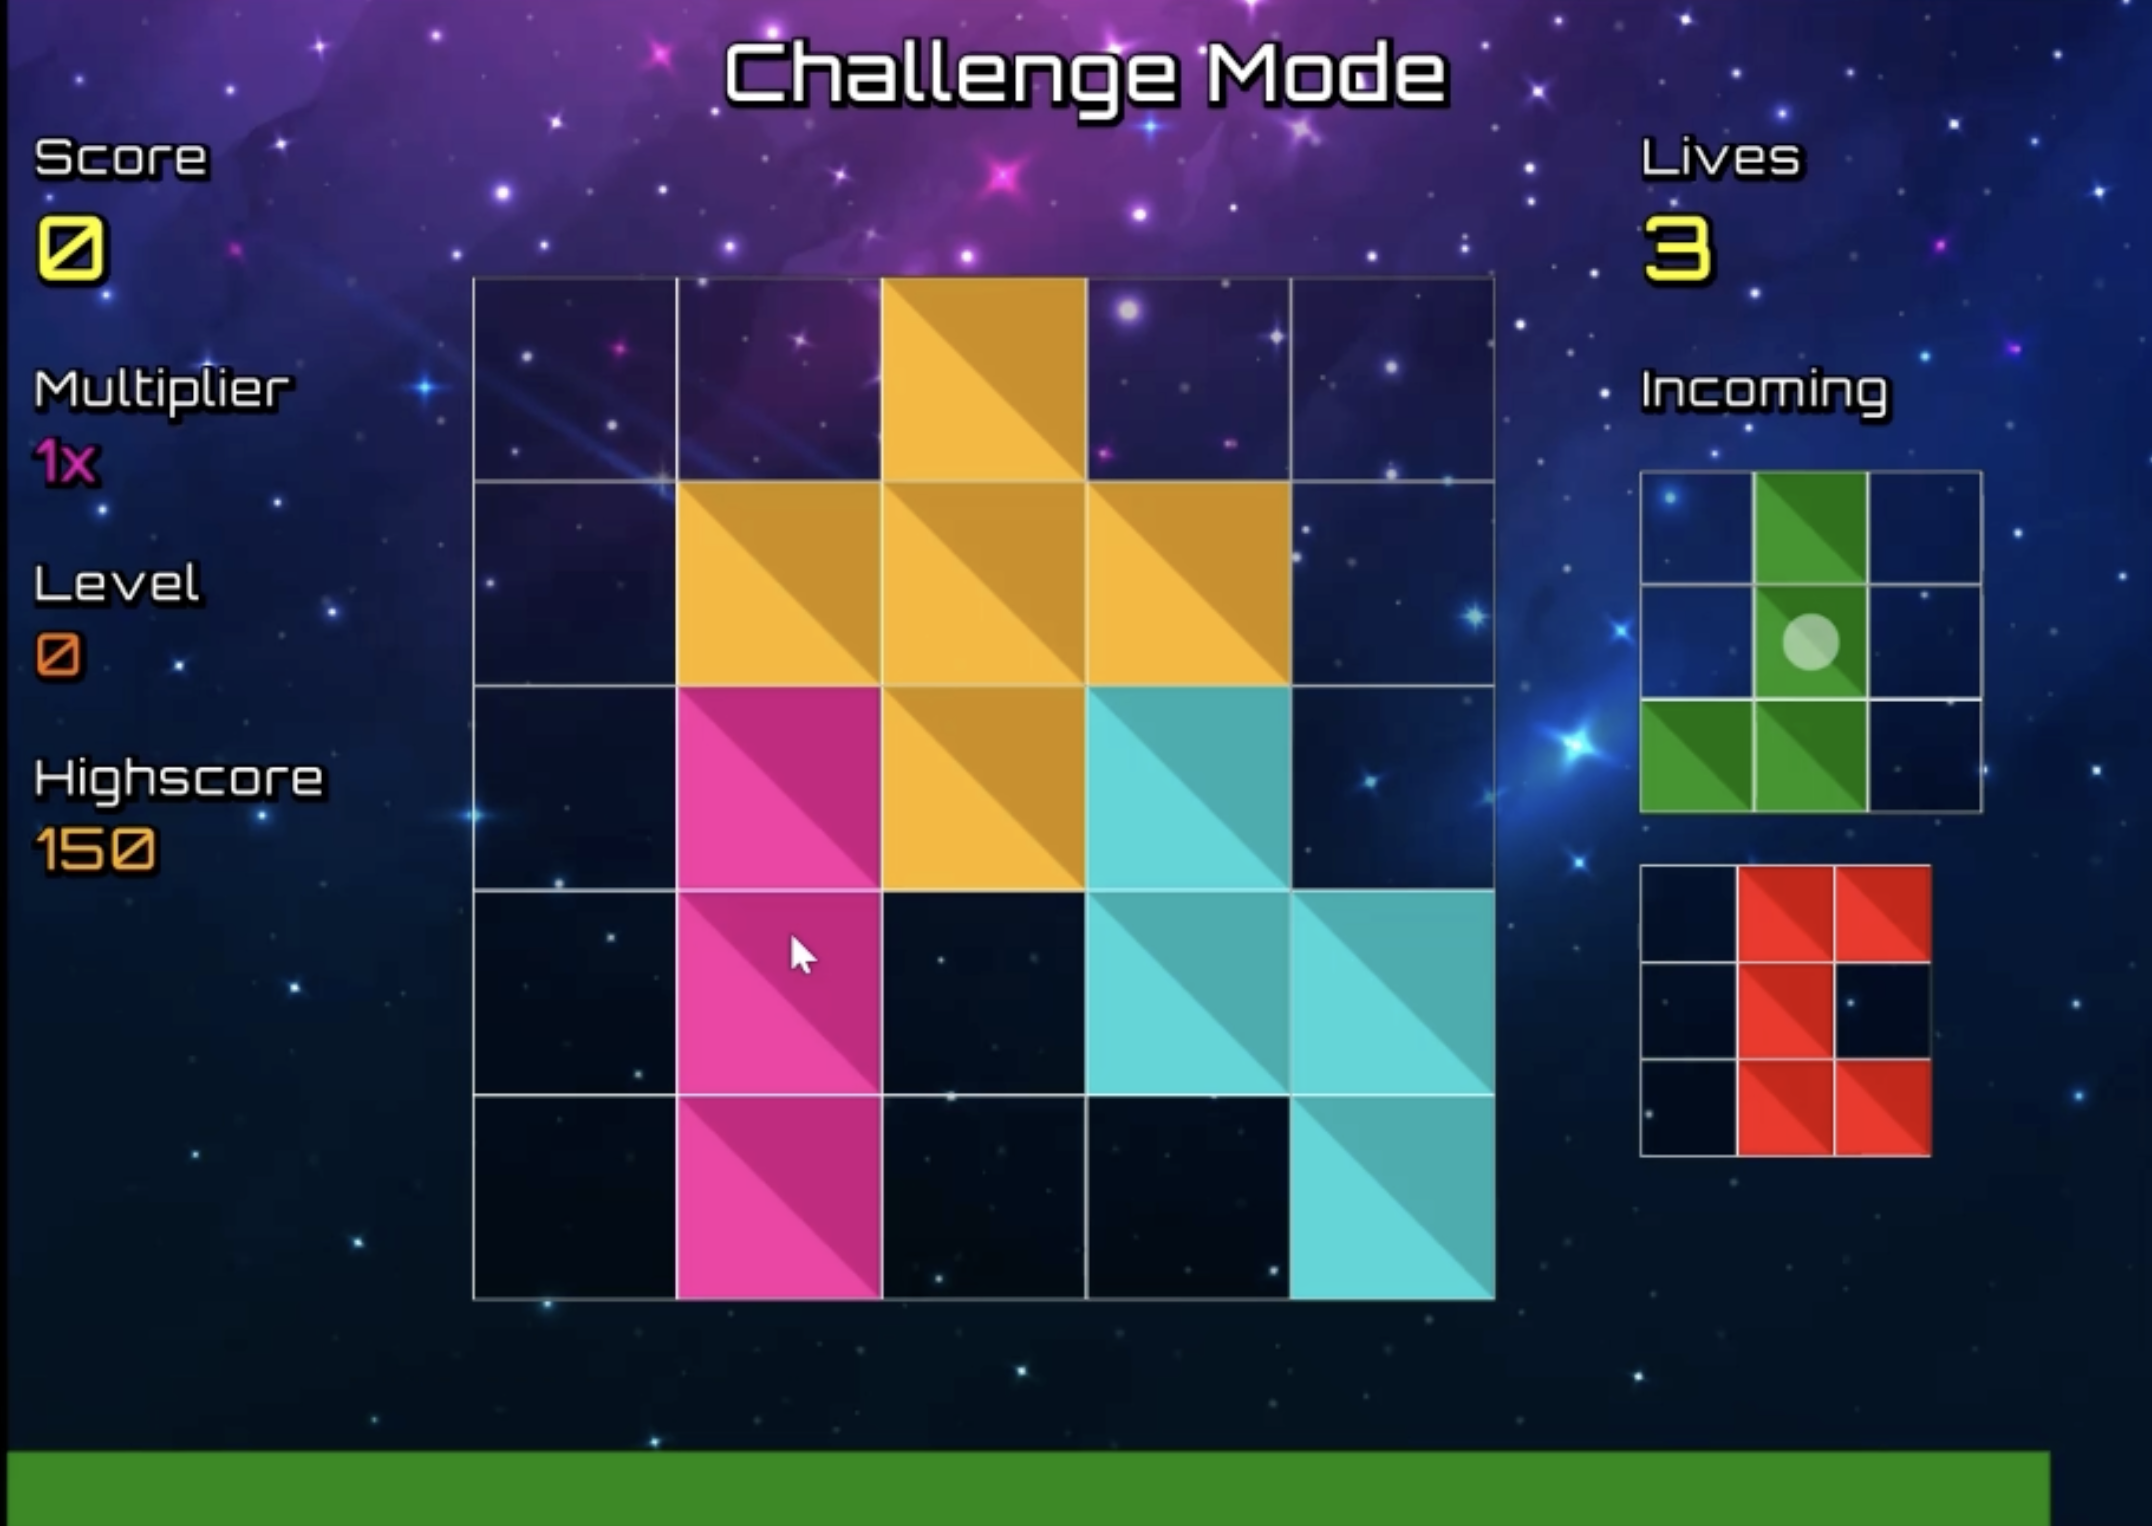 Challenge Mode
Score
0
Multiplier
1x
Level
0
Highscore
150
Lives
3
Incoming